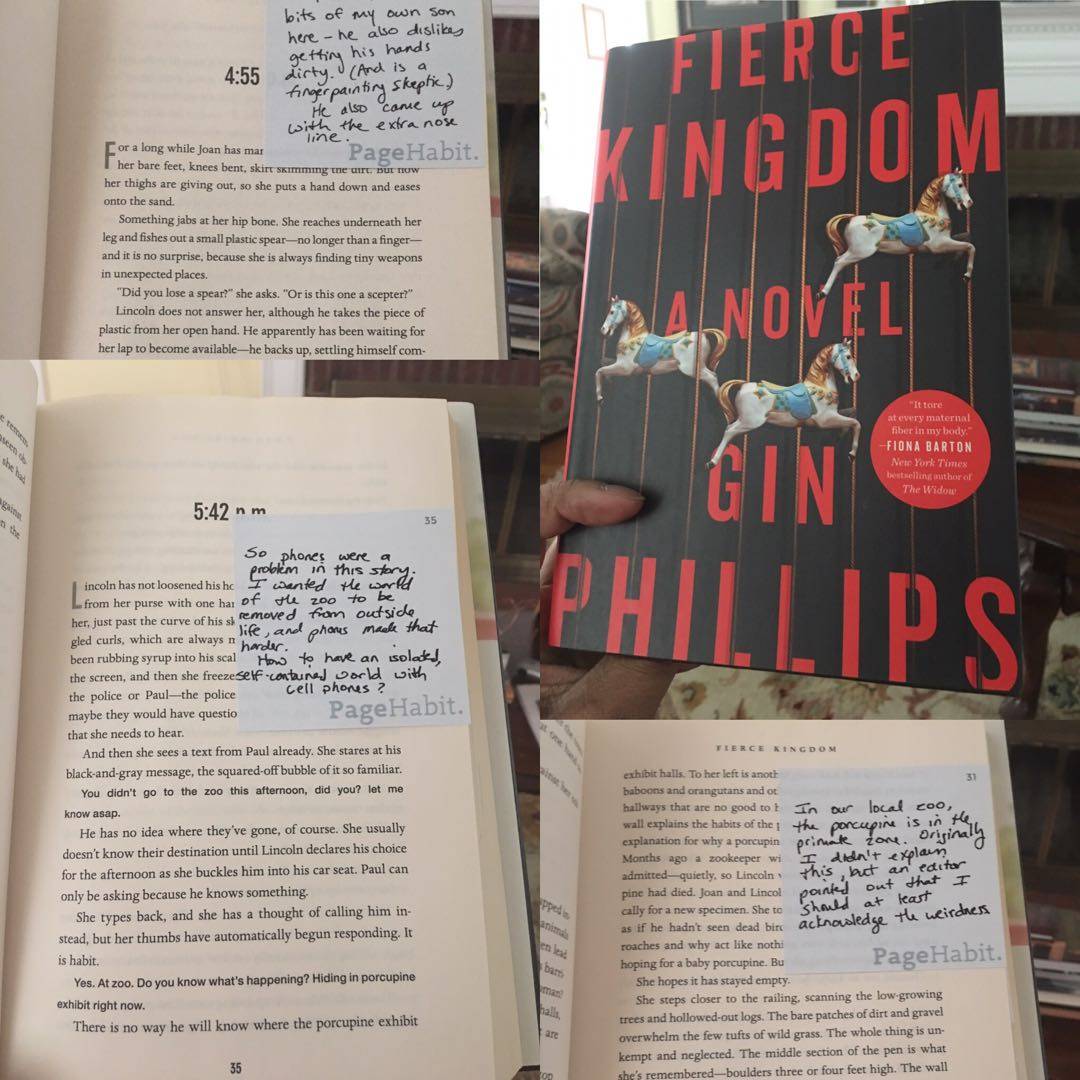 bits of my own son
here – he also dislikes
getting his hands
dirty. (And is a
fingerpainting skeptic.)
He also came up
with the extra nose
line.
PageHabit.
4:55
For a long while Joan has
her bare feet, knees bent, skirt skimming the dirt. But now
her thighs are giving out, so she puts a hand down and eases
onto the sand.
Something jabs at her hip bone. She reaches underneath her
leg and fishes out a small plastic spear—no longer than a finger—
and it is no surprise, because she is always finding tiny weapons
in unexpected places.
"Did you lose a spear?" she asks. "Or is this one a scepter?"
Lincoln does not answer her, although he takes the piece of
plastic from her open hand. He apparently has been waiting for
her lap to become available—he backs up, settling himself com-
FIERCE
KINGDOM
A NOVEL
GIN
PHILLIPS
"It tore
at every maternal
fiber in my body."
—FIONA BARTON
New York Times
bestselling author of
The Widow
5:42 p.m.
35
So phones were a
problem in this story.
I wanted the world
of the zoo to be
removed from outside
life, and phones made that
harder.
How to have an isolated,
self-contained world with
cell phones?
PageHabit.
Lincoln has not loosened his
from her purse with one
her, just past the curve of his
gled curls, which are always
been rubbing syrup into his
the screen, and then she freezes
the police or Paul—the police
maybe they would have
that she needs to hear.
And then she sees a text from Paul already. She stares at his
black-and-gray message, the squared-off bubble of it so familiar.
You didn't go to the zoo this afternoon, did you? let me
know asap.
He has no idea where they've gone, of course. She usually
doesn't know their destination until Lincoln declares his choice
for the afternoon as she buckles him into his car seat. Paul can
only be asking because he knows something.
She types back, and she has a thought of calling him in-
stead, but her thumbs have automatically begun responding. It
is habit.
Yes. At zoo. Do you know what's happening? Hiding in porcupine
exhibit right now.
There is no way he will know where the porcupine exhibit
35
FIERCE KINGDOM
31
In our local zoo,
the porcupine is in the
primate zone. Originally
I didn't explain
this, but an editor
pointed out that I
should at least
acknowledge the weirdness
PageHabit.
exhibit halls. To her left is
baboons and orangutans and
hallways that are no good to
wall explains the habits of the
explanation for why a
Months ago a zookeeper
admitted—quietly, so Lincoln
pine had died. Joan and
cally for a new specimen. She
as if he hadn't seen dead
roaches and why act like
hoping for a baby porcupine.
She hopes it has stayed empty.
She steps closer to the railing, scanning the low-growing
trees and hollowed-out logs. The bare patches of dirt and gravel
overwhelm the few tufts of wild grass. The whole thing is un-
kempt and neglected. The middle section of the pen is what
she's remembered—boulders three or four feet high. The wall